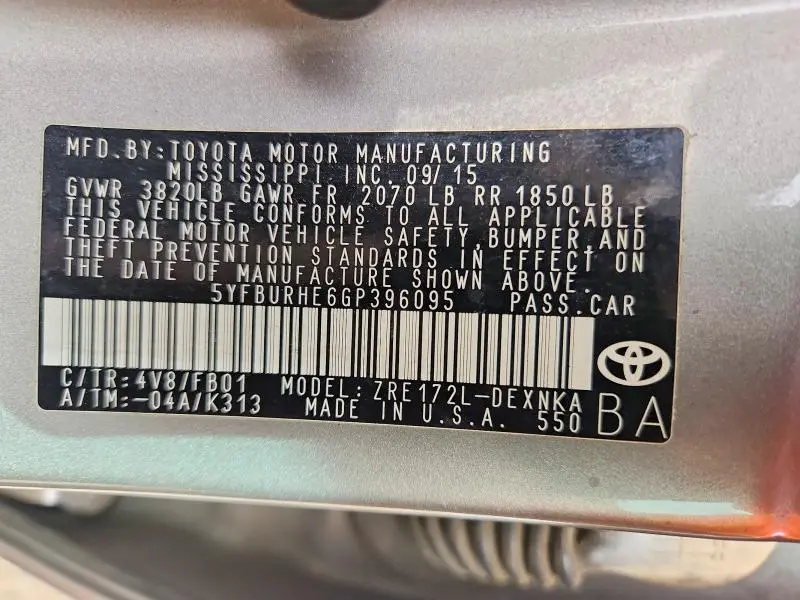 MFD.BY:TOYOTA MOTOR MANUFACTURING
MISSISSIPPI INC. 09/15
GVWR 3820LB GAWR FR 2070 LB RR 1850 LB
THIS VEHICLE CONFORMS TO ALL APPLICABLE
FEDERAL MOTOR VEHICLE SAFETY,BUMPER,AND
THEFT PREVENTION STANDARDS IN EFFECT ON
THE DATE OF MANUFACTURE SHOWN ABOVE.
5YFBURHE6GP396095 PASS.CAR
C/TR:4V8/FB01 MODEL:ZRE172L-DEXNKA
A/TM:-04A/K313 MADE IN U.S.A. 550 BA